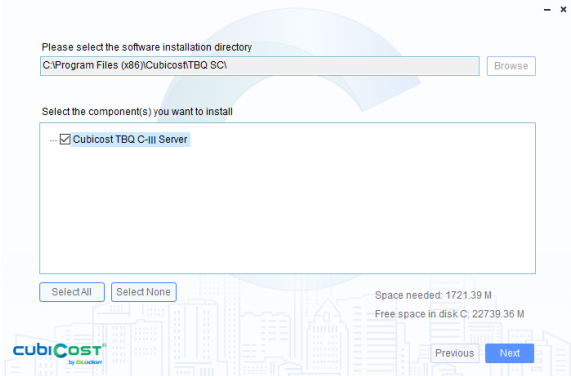 Please select the software installation directory
C:\Program Files (x86)\Cubicost\TBQ SC\
Browse
Select the component(s) you want to install
Cubicost TBQ C-III Server
Select All
Select None
Space needed: 1721.39 M
Free space in disk C: 22739.36 M
CUBICOST
by Glodon
Previous
Next